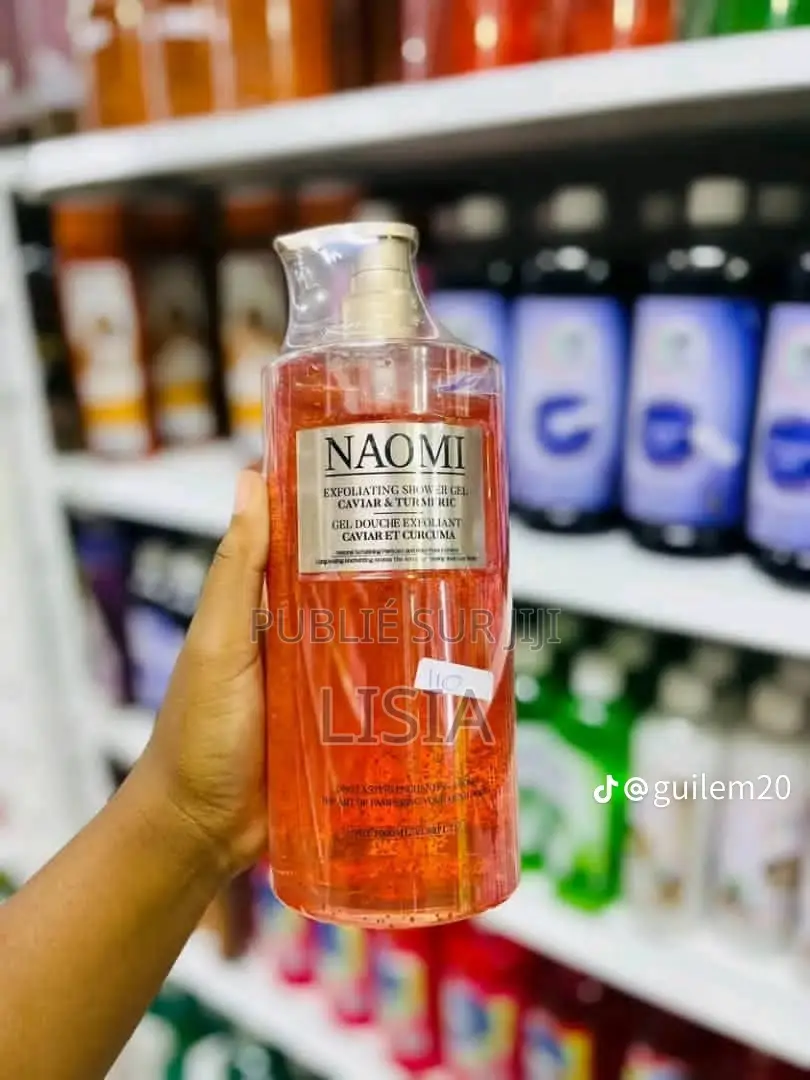 NAOMI
EXFOLIATING SHOWER GEL
CAVIAR & TURMERIC
GEL DOUCHE EXFOLIANT
CAVIAR ET CURCUMA
PUBLIÉ SUR JIJI
110
LISIA
@guilem20